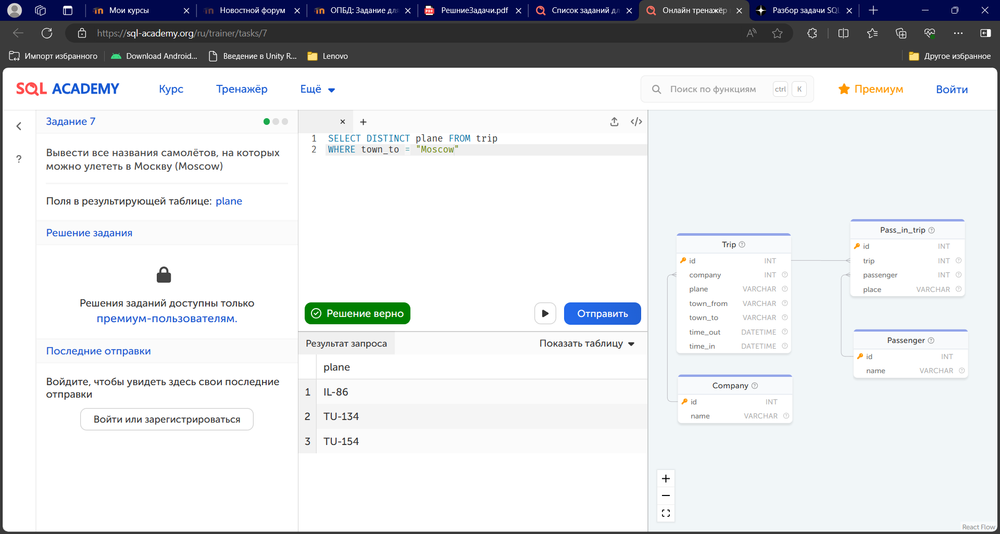 Мои курсы
Новостной форум
ОПБД: Задание для
РешниеЗадачи.pdf
Список заданий дл
Онлайн тренажёр
Разбор задачи SQL
https://sql-academy.org/ru/trainer/tasks/7
Импорт избранного
Download Android...
Введение в Unity R...
Lenovo
Другое избранное
SQL ACADEMY
Курс
Тренажёр
Ещё
Поиск по функциям
ctrl
K
Премиум
Войти
Задание 7
Вывести все названия самолётов, на которых
можно улететь в Москву (Moscow)
Поля в результирующей таблице: plane
Решение задания
Решения заданий доступны только
премиум-пользователям.
Последние отправки
Войдите, чтобы увидеть здесь свои последние
отправки
Войти или зарегистрироваться
1 SELECT DISTINCT plane FROM trip
2 WHERE town_to = "Moscow"
Решение верно
Отправить
Результат запроса
Показать таблицу
plane
1 IL-86
2 TU-134
3 TU-154
Trip
id INT
company INT
plane VARCHAR
town_from VARCHAR
town_to VARCHAR
time_out DATETIME
time_in DATETIME
Company
id INT
name VARCHAR
Pass_in_trip
id INT
trip INT
passenger INT
place VARCHAR
Passenger
id INT
name VARCHAR
React Flow